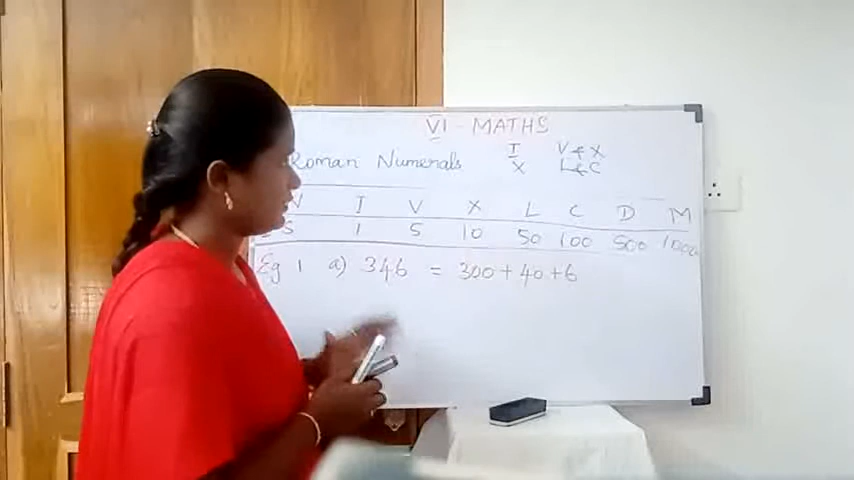 VI - MATHS
Roman Numerals I V & X
X L & C
I V X L C D M
1 5 10 50 100 500 1000
Eg 1 a) 346 = 300 + 40 + 6